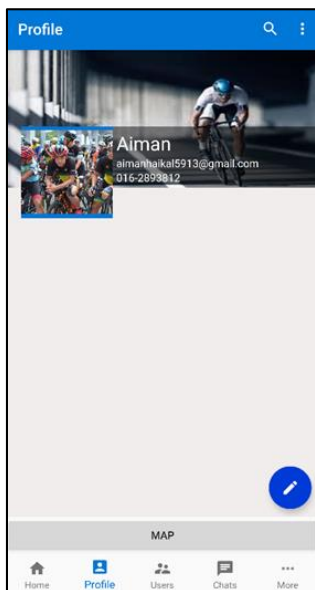 Profile
Aiman
aimanhaikal5913@gmail.com
016-2893812
MAP
Home
Profile
Users
Chats
More